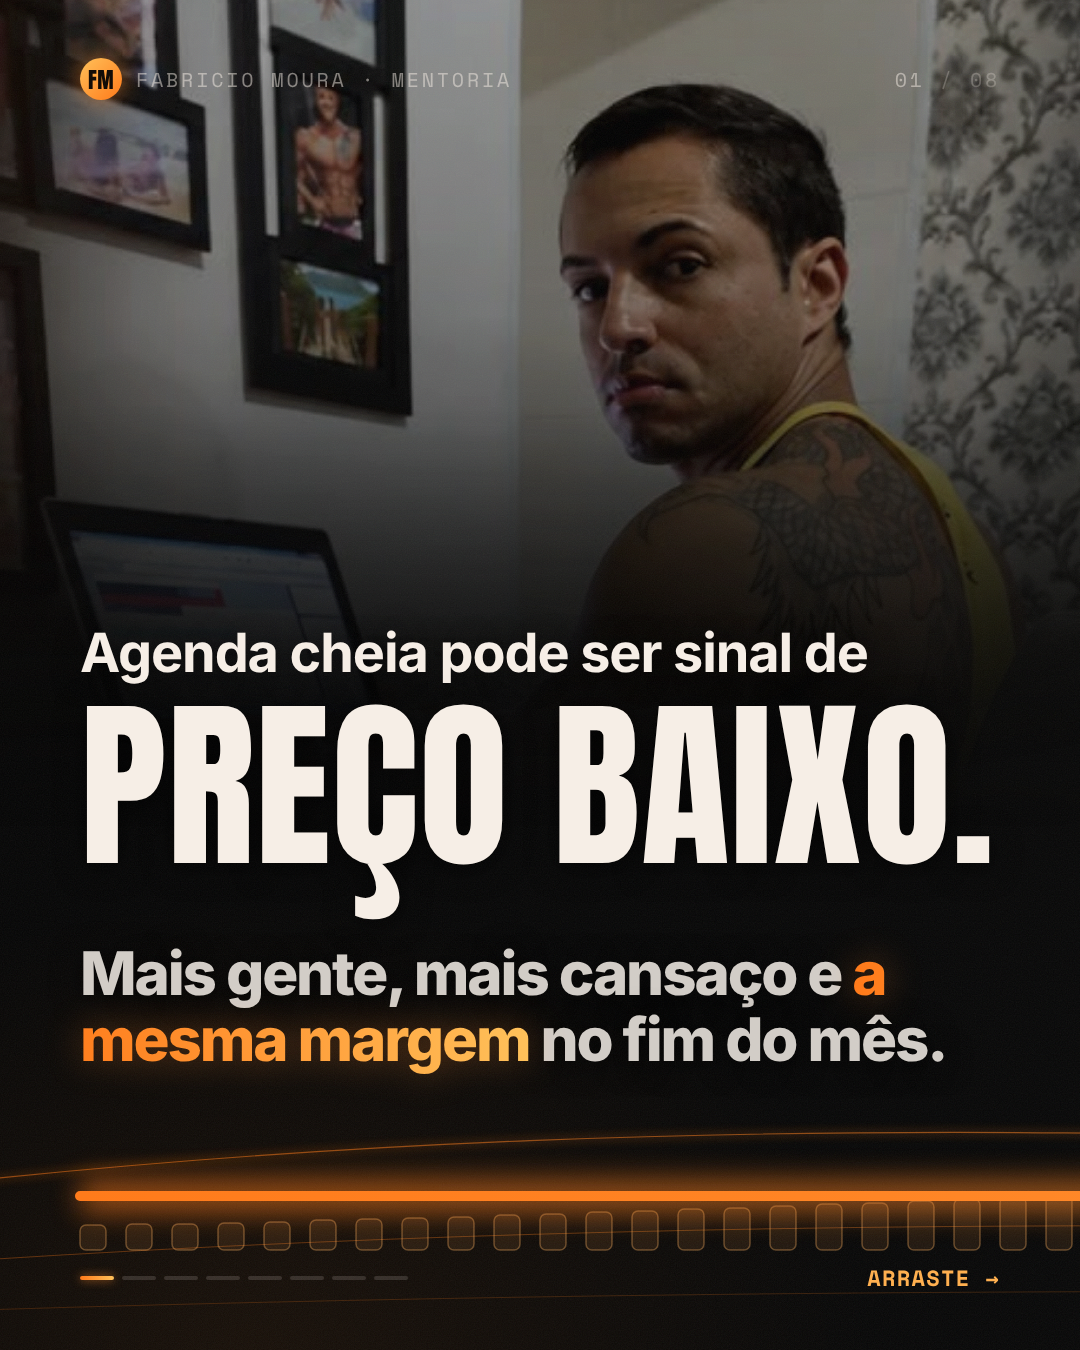 FM FABRICIO MOURA · MENTORIA
01 / 08
Agenda cheia pode ser sinal de
PREÇO BAIXO.
Mais gente, mais cansaço e a
mesma margem no fim do mês.
ARRASTE →